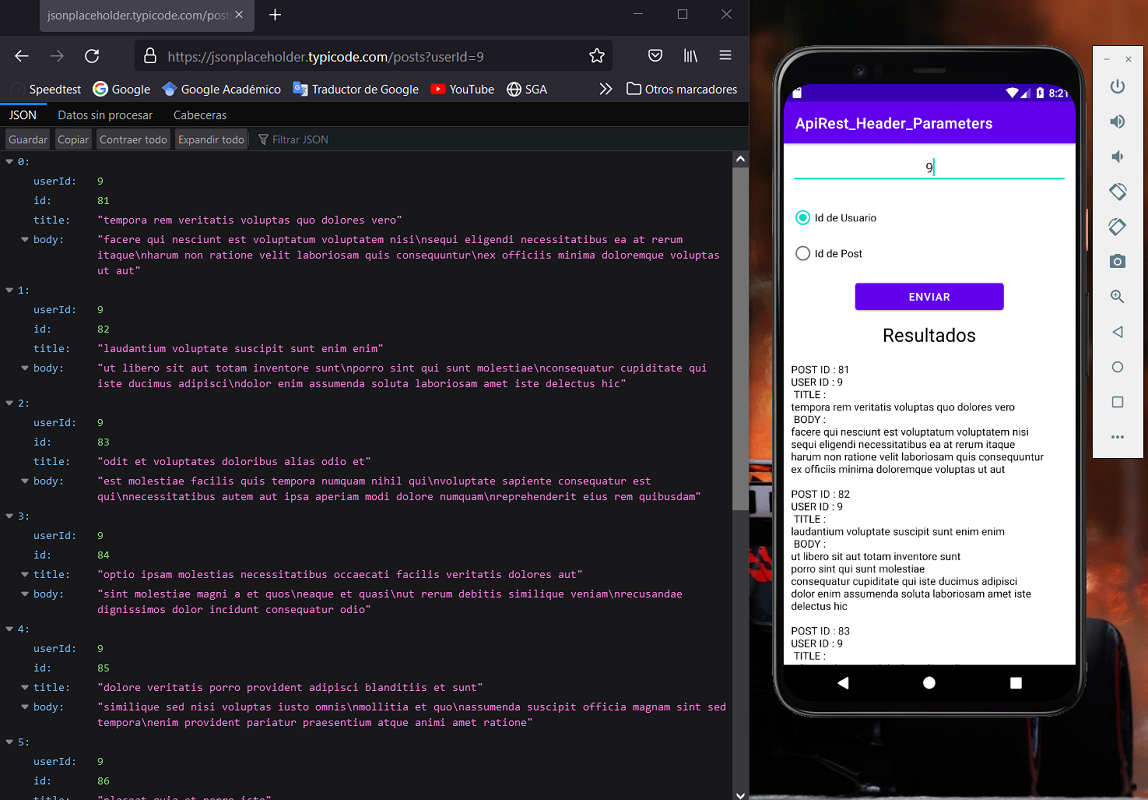 jsonplaceholder.typicode.com/post
https://jsonplaceholder.typicode.com/posts?userId=9
Speedtest
Google
Google Académico
Traductor de Google
YouTube
SGA
Otros marcadores
JSON
Datos sin procesar
Cabeceras
Guardar
Copiar
Contraer todo
Expandir todo
Filtrar JSON
0:
userId: 9
id: 81
title: "tempora rem veritatis voluptas quo dolores vero"
body: "facere qui nesciunt est voluptatum voluptatem nisi\nsequi eligendi necessitatibus ea at rerum
itaque\nharum non ratione velit laboriosam quis consequuntur\nex officiis minima doloremque voluptas
ut aut"
1:
userId: 9
id: 82
title: "laudantium voluptate suscipit sunt enim enim"
body: "ut libero sit aut totam inventore sunt\nporro sint qui sunt molestiae\nconsequatur cupiditate qui
iste ducimus adipisci\ndolor enim assumenda soluta laboriosam amet iste delectus hic"
2:
userId: 9
id: 83
title: "odit et voluptates doloribus alias odio et"
body: "est molestiae facilis quis tempora numquam nihil qui\nvoluptate sapiente consequatur est
qui\nnecessitatibus autem aut ipsa aperiam modi dolore numquam\nreprehenderit eius rem quibusdam"
3:
userId: 9
id: 84
title: "optio ipsam molestias necessitatibus occaecati facilis veritatis dolores aut"
body: "sint molestiae magni a et quos\neaque et quasi\nut rerum debitis similique veniam\nrecusandae
dignissimos dolor incidunt consequatur odio"
4:
userId: 9
id: 85
title: "dolore veritatis porro provident adipisci blanditiis et sunt"
body: "similique sed nisi voluptas iusto omnis\nmollitia et quo\nassumenda suscipit officia magnam sint sed
tempora\nenim provident pariatur praesentium atque animi amet ratione"
5:
userId: 9
id: 86
title: "placeat quia et porro iste"
8:21
ApiRest_Header_Parameters
9
Id de Usuario
Id de Post
ENVIAR
Resultados
POST ID : 81
USER ID : 9
TITLE :
tempora rem veritatis voluptas quo dolores vero
BODY :
facere qui nesciunt est voluptatum voluptatem nisi
sequi eligendi necessitatibus ea at rerum itaque
harum non ratione velit laboriosam quis consequuntur
ex officiis minima doloremque voluptas ut aut
POST ID : 82
USER ID : 9
TITLE :
laudantium voluptate suscipit sunt enim enim
BODY :
ut libero sit aut totam inventore sunt
porro sint qui sunt molestiae
consequatur cupiditate qui iste ducimus adipisci
dolor enim assumenda soluta laboriosam amet iste
delectus hic
POST ID : 83
USER ID : 9
TITLE :